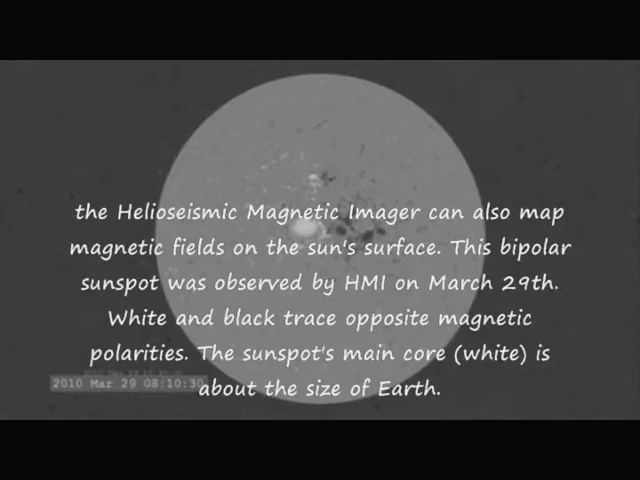 the Helioseismic Magnetic Imager can also map
magnetic fields on the sun's surface. This bipolar
sunspot was observed by HMI on March 29th.
White and black trace opposite magnetic
polarities. The sunspot's main core (white) is
about the size of Earth.
2010 Mar 29 08:10:30